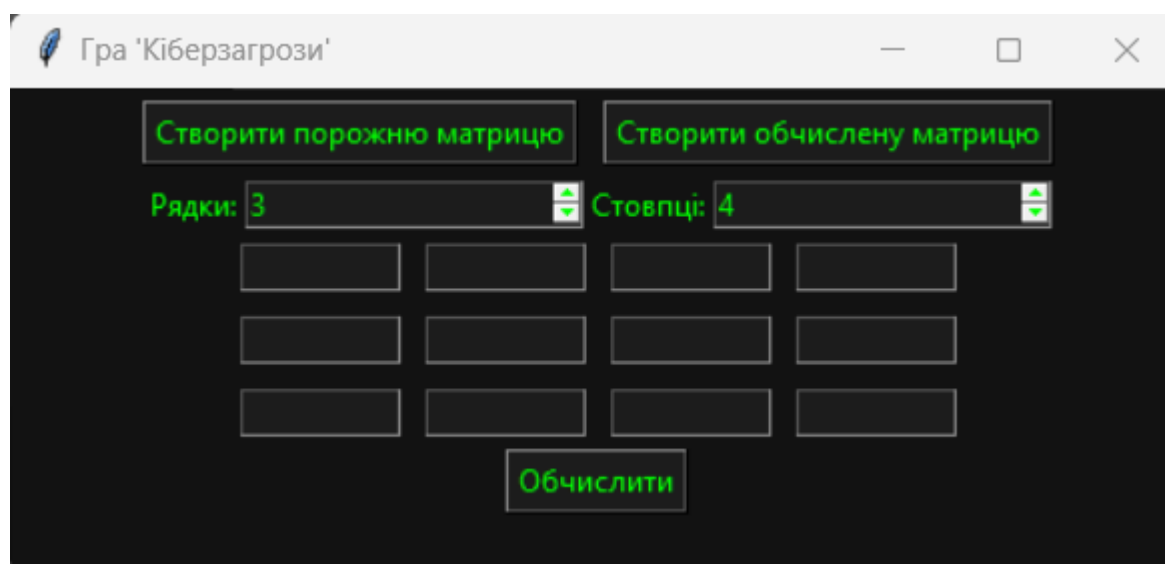 Гра 'Кіберзагрози'
Створити порожню матрицю Створити обчислену матрицю
Рядки: 3 Стовпці: 4
Обчислити